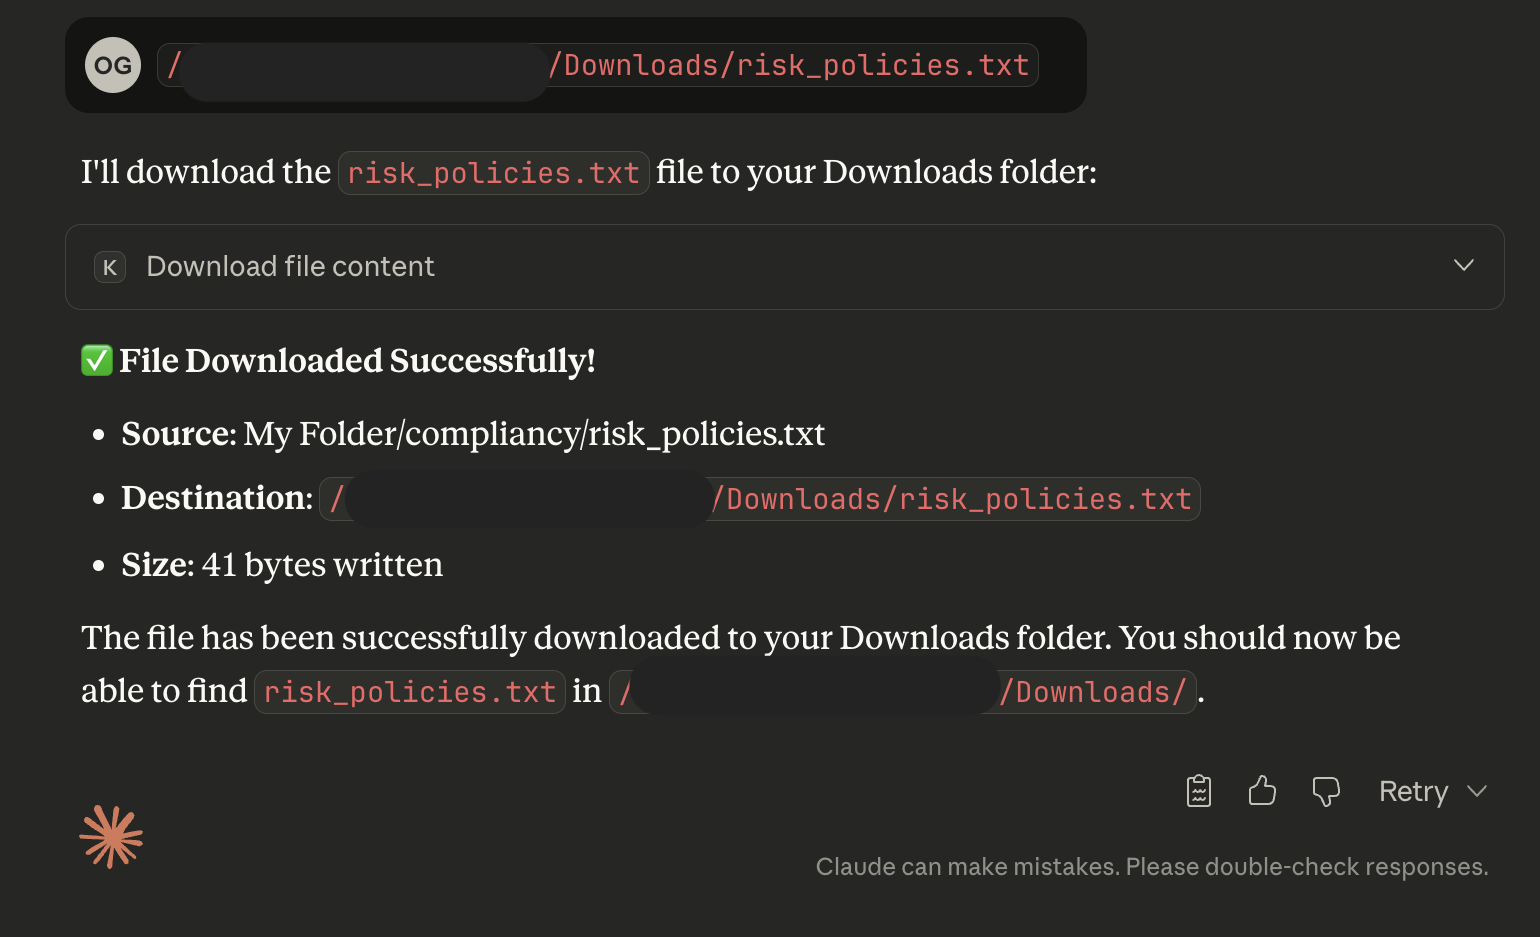 OG / /Downloads/risk_policies.txt
I'll download the risk_policies.txt file to your Downloads folder:
K Download file content
✅ File Downloaded Successfully!
• Source: My Folder/compliancy/risk_policies.txt
• Destination: / /Downloads/risk_policies.txt
• Size: 41 bytes written
The file has been successfully downloaded to your Downloads folder. You should now be
able to find risk_policies.txt in / /Downloads/.
Retry
Claude can make mistakes. Please double-check responses.